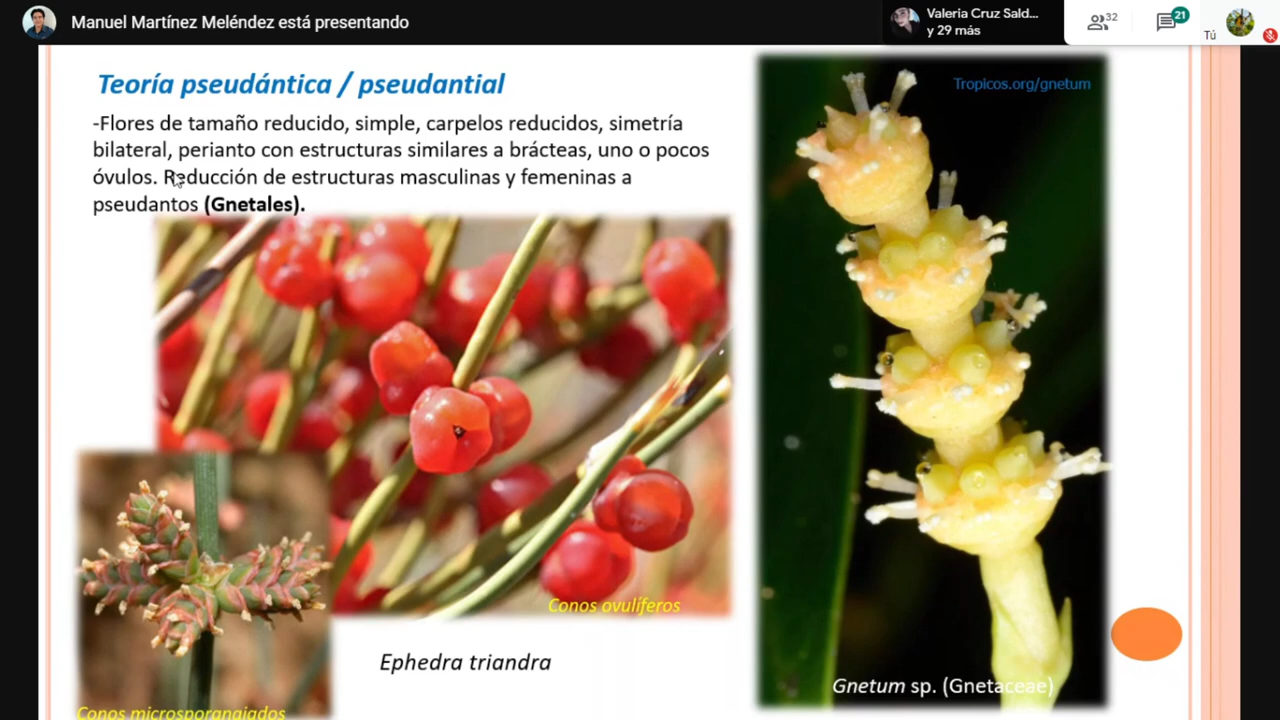 Manuel Martínez Meléndez está presentando
Valeria Cruz Sald...
y 29 más
32
21
Tú
Teoría pseudántica / pseudantial
-Flores de tamaño reducido, simple, carpelos reducidos, simetría
bilateral, perianto con estructuras similares a brácteas, uno o pocos
óvulos. Reducción de estructuras masculinas y femeninas a
pseudantos (Gnetales).
Tropicos.org/gnetum
Conos ovulíferos
Ephedra triandra
Gnetum sp. (Gnetaceae)
Conos microsporangiados